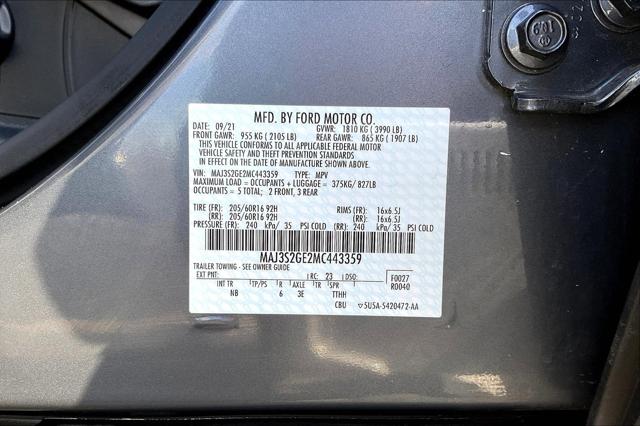 MFD. BY FORD MOTOR CO.
DATE: 09/21 GVWR: 1810 KG ( 3990 LB)
FRONT GAWR: 955 KG ( 2105 LB) REAR GAWR: 865 KG ( 1907 LB)
THIS VEHICLE CONFORMS TO ALL APPLICABLE FEDERAL MOTOR
VEHICLE SAFETY AND THEFT PREVENTION STANDARDS
IN EFFECT ON THE DATE OF MANUFACTURE SHOWN ABOVE.
VIN: MAJ3S2GE2MC443359 TYPE: MPV
MAXIMUM LOAD = OCCUPANTS + LUGGAGE = 375KG/ 827LB
OCCUPANTS = 5 TOTAL; 2 FRONT, 3 REAR
TIRE (FR): 205/60R16 92H RIMS (FR): 16x6.5J
(RR): 205/60R16 92H (RR): 16x6.5J
PRESSURE (FR): 240 kPa/ 35 PSI COLD (RR): 240 kPa/ 35 PSI COLD
MAJ3S2GE2MC443359
TRAILER TOWING - SEE OWNER GUIDE
EXT PNT: RC: 23 DSO: F0027
R0040
INT TR TP/PS R AXLE TR SPR
NB 6 3E TTHH
CBU 5U5A-5420472-AA